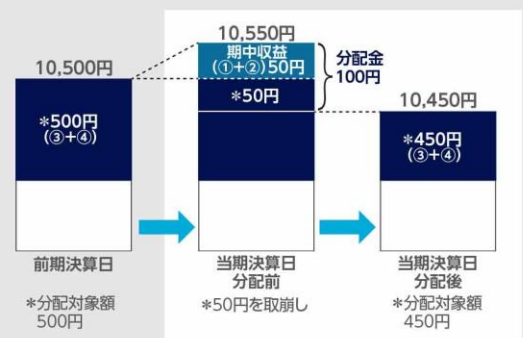 10,500円
*500円
(③+④)
前期決算日
*分配対象額
500円
10,550円
期中収益
(①+②)50円
*50円
分配金
100円
当期決算日
分配前
*50円を取崩し
10,450円
*450円
(③+④)
当期決算日
分配後
*分配対象額
450円